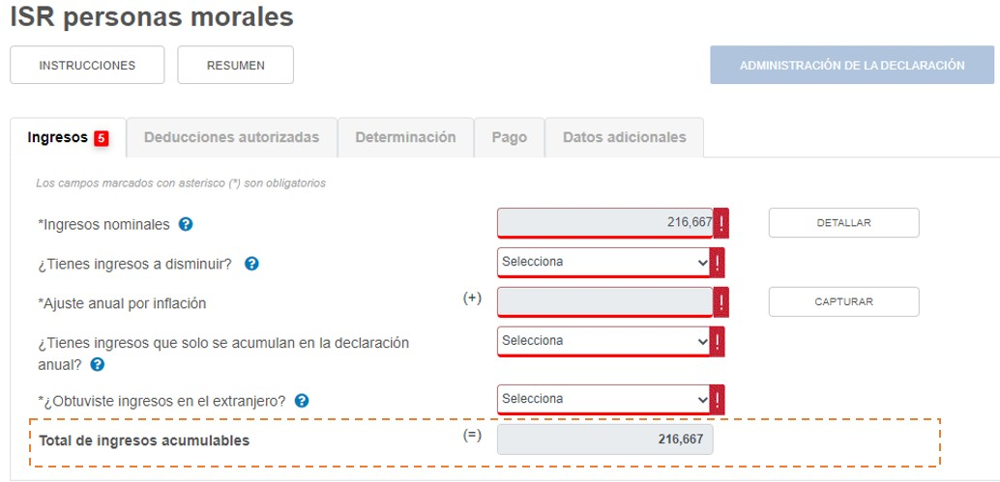 ISR personas morales
INSTRUCCIONES
RESUMEN
ADMINISTRACIÓN DE LA DECLARACIÓN
Ingresos 5
Deducciones autorizadas
Determinación
Pago
Datos adicionales
Los campos marcados con asterisco (*) son obligatorios
*Ingresos nominales ?
216,667 !
DETALLAR
¿Tienes ingresos a disminuir? ?
Selecciona !
*Ajuste anual por inflación
(+)
!
CAPTURAR
¿Tienes ingresos que solo se acumulan en la declaración
anual? ?
Selecciona !
*¿Obtuviste ingresos en el extranjero? ?
Selecciona !
Total de ingresos acumulables
(=)
216,667